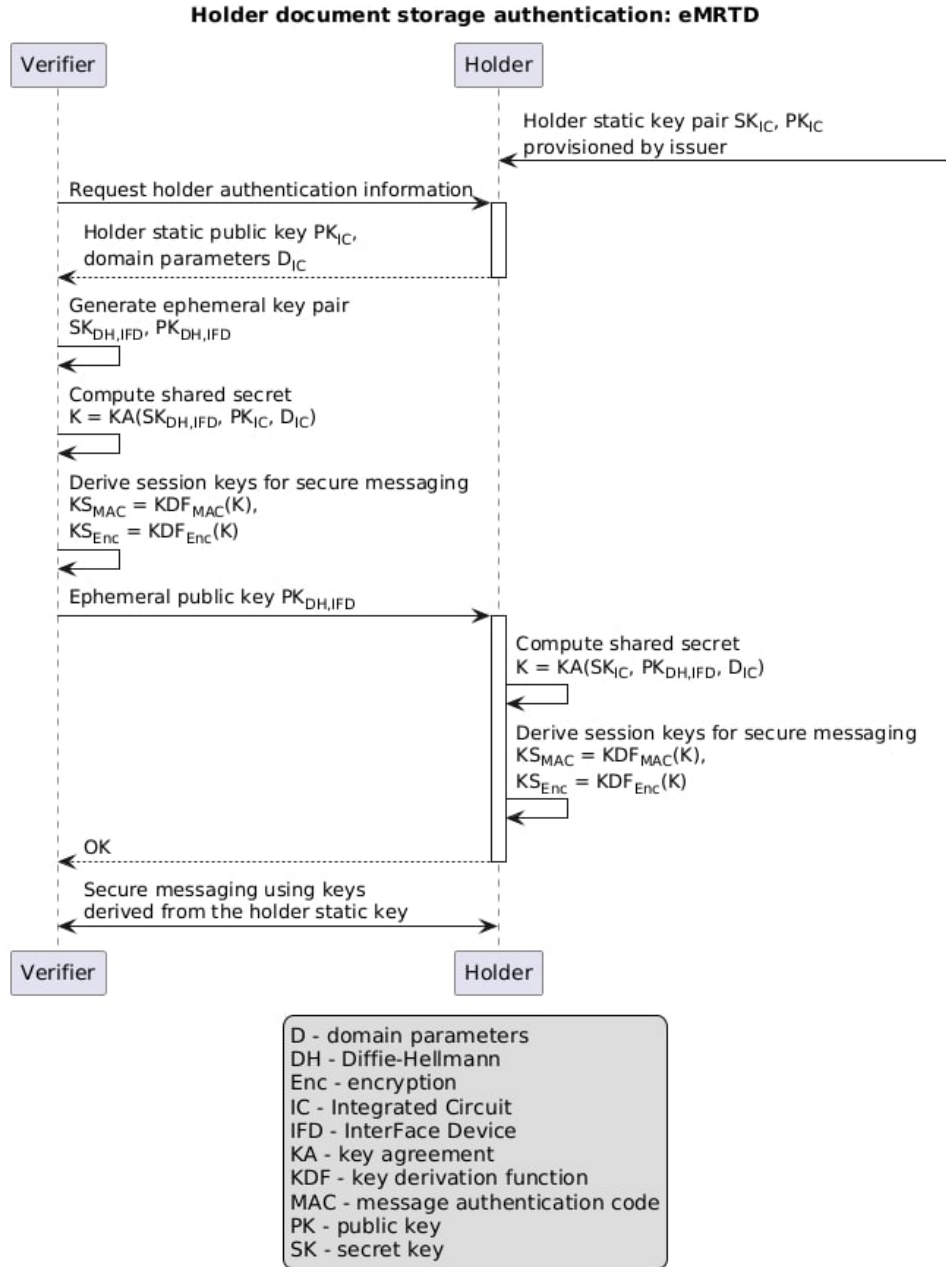 Holder document storage authentication: eMRTD
Verifier
Holder
Holder static key pair SK_IC, PK_IC
provisioned by issuer
Request holder authentication information
Holder static public key PK_IC,
domain parameters D_IC
Generate ephemeral key pair
SK_DH,IFD, PK_DH,IFD
Compute shared secret
K = KA(SK_DH,IFD, PK_IC, D_IC)
Derive session keys for secure messaging
KS_MAC = KDF_MAC(K),
KS_Enc = KDF_Enc(K)
Ephemeral public key PK_DH,IFD
Compute shared secret
K = KA(SK_IC, PK_DH,IFD, D_IC)
Derive session keys for secure messaging
KS_MAC = KDF_MAC(K),
KS_Enc = KDF_Enc(K)
OK
Secure messaging using keys
derived from the holder static key
Verifier
Holder
D - domain parameters
DH - Diffie-Hellmann
Enc - encryption
IC - Integrated Circuit
IFD - InterFace Device
KA - key agreement
KDF - key derivation function
MAC - message authentication code
PK - public key
SK - secret key